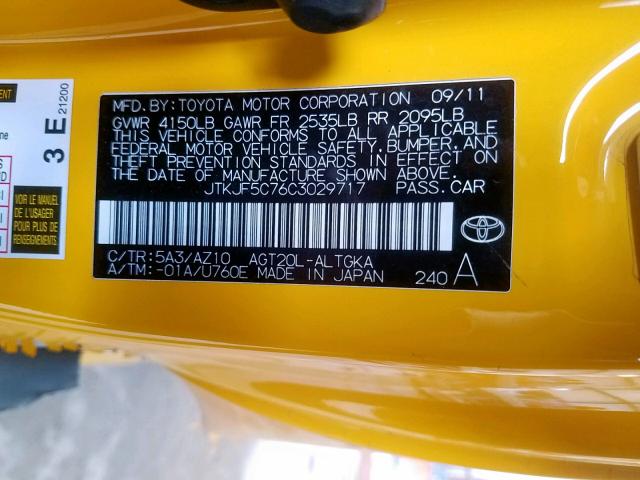 MFD.BY:TOYOTA MOTOR CORPORATION 09/11
GVWR 4150LB GAWR FR 2535LB RR 2095LB
THIS VEHICLE CONFORMS TO ALL APPLICABLE
FEDERAL MOTOR VEHICLE SAFETY,BUMPER,AND
THEFT PREVENTION STANDARDS IN EFFECT ON
THE DATE OF MANUFACTURE SHOWN ABOVE.
JTKJF5C76C3029717 PASS.CAR
C/TR:5A3/AZ10 AGT20L-ALTGKA
A/TM:-01A/U760E MADE IN JAPAN 240 A
3 E 21200
VOIR LE MANUEL
DE L'USAGER
POUR PLUS DE
RENSEIGNEMENTS